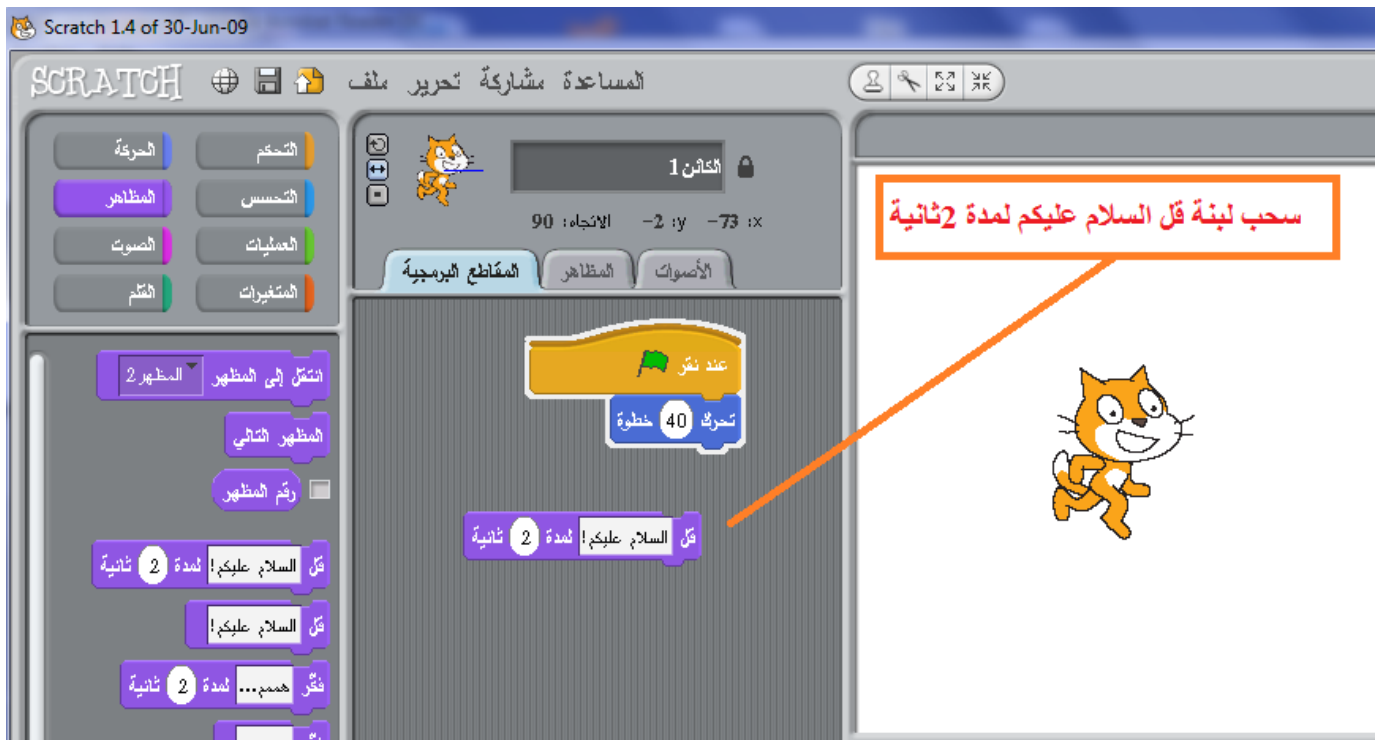 Scratch 1.4 of 30-Jun-09
SCRATCH ملف تحرير مشاركة المساعدة
الحركة التحكم
المظاهر التحسس
الصوت العمليات
القلم المتغيرات
الكائن1
x: -73 y: -2 الاتجاه: 90
المقاطع البرمجية المظاهر الأصوات
سحب لبنة قل السلام عليكم لمدة 2ثانية
عند نقر
تحرك 40 خطوة
قل السلام عليكم! لمدة 2 ثانية
انتقل إلى المظهر المظهر2
المظهر التالي
رقم المظهر
قل السلام عليكم! لمدة 2 ثانية
قل السلام عليكم!
فكّر هممم... لمدة 2 ثانية